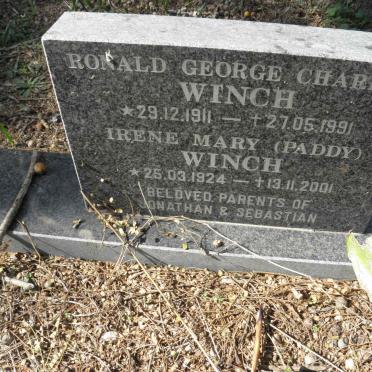 RONALD GEORGE CHAR
WINCH
*29.12.1911 — †27.05.1991
IRENE MARY (PADDY)
WINCH
*25.03.1924 — †13.11.2001
BELOVED PARENTS OF
JONATHAN & SEBASTIAN